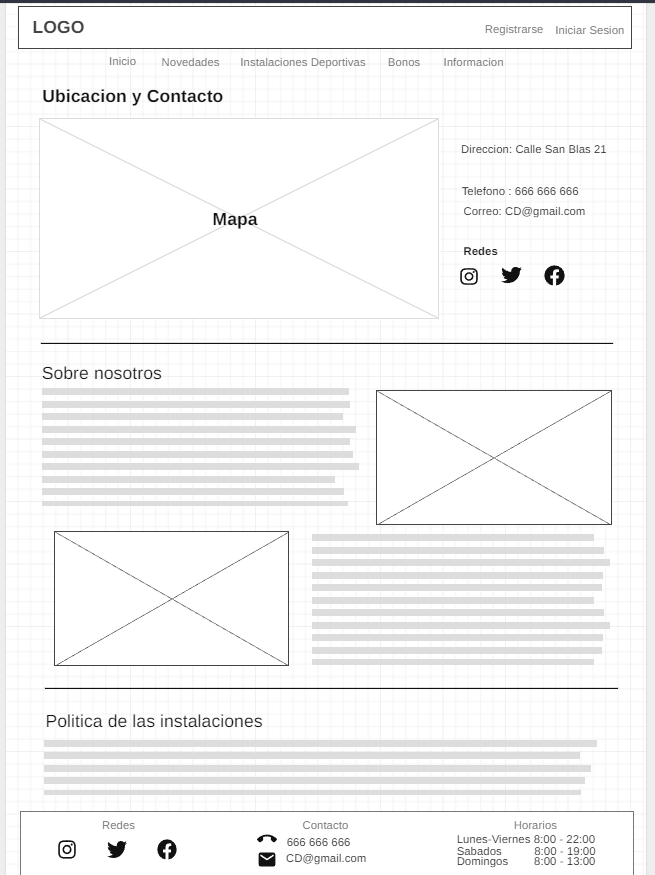 LOGO
Registrarse Iniciar Sesion
Inicio Novedades Instalaciones Deportivas Bonos Informacion
Ubicacion y Contacto
Mapa
Direccion: Calle San Blas 21
Telefono : 666 666 666
Correo: CD@gmail.com
Redes
Sobre nosotros
Politica de las instalaciones
Redes
Contacto
666 666 666
CD@gmail.com
Horarios
Lunes-Viernes 8:00 - 22:00
Sabados 8:00 - 19:00
Domingos 8:00 - 13:00